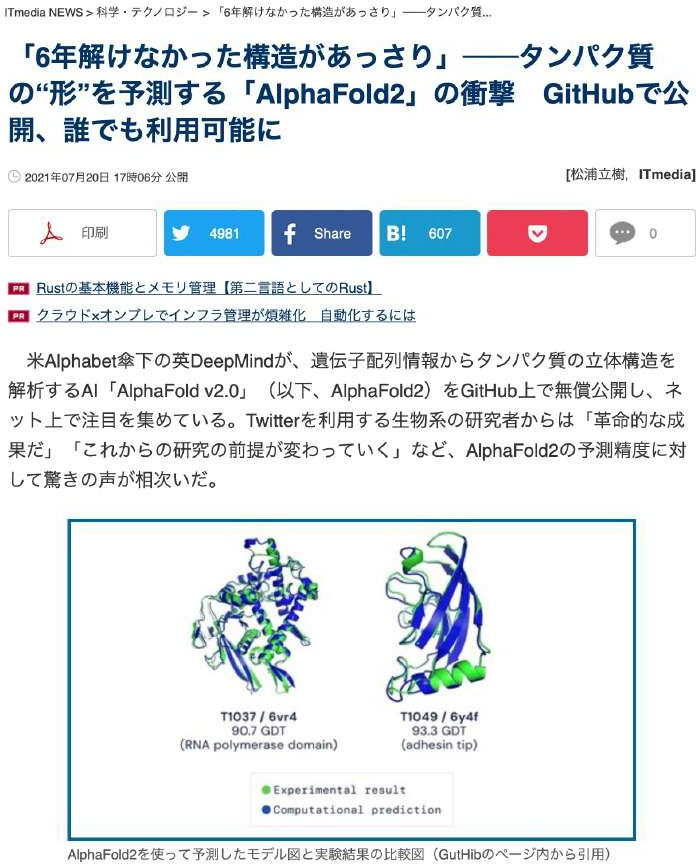 ITmedia NEWS > 科学・テクノロジー > 「6年解けなかった構造があっさり」──タンパク質...
「6年解けなかった構造があっさり」──タンパク質
の“形”を予測する「AlphaFold2」の衝撃　GitHubで公
開、誰でも利用可能に
2021年07月20日 17時06分 公開
[松浦立樹, ITmedia]
印刷
4981
Share
B! 607
0
PR Rustの基本機能とメモリ管理【第二言語としてのRust】
PR クラウド×オンプレでインフラ管理が煩雑化　自動化するには
米Alphabet傘下の英DeepMindが、遺伝子配列情報からタンパク質の立体構造を
解析するAI「AlphaFold v2.0」（以下、AlphaFold2）をGitHub上で無償公開し、ネ
ット上で注目を集めている。Twitterを利用する生物系の研究者からは「革命的な成
果だ」「これからの研究の前提が変わっていく」など、AlphaFold2の予測精度に対
して驚きの声が相次いだ。
T1037 / 6vr4
90.7 GDT
(RNA polymerase domain)
T1049 / 6y4f
93.3 GDT
(adhesin tip)
Experimental result
Computational prediction
AlphaFold2を使って予測したモデル図と実験結果の比較図（GutHibのページ内から引用）